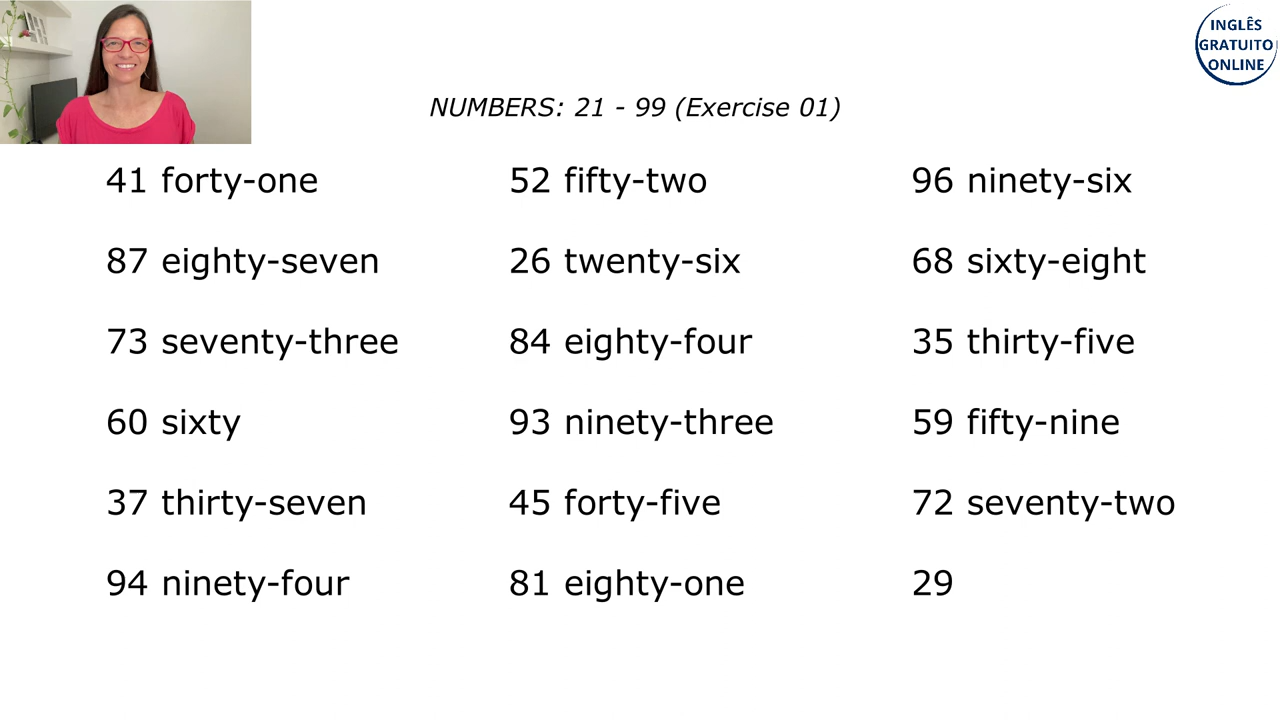 INGLÊS
GRATUITO
ONLINE
NUMBERS: 21 - 99 (Exercise 01)
41 forty-one
87 eighty-seven
73 seventy-three
60 sixty
37 thirty-seven
94 ninety-four
52 fifty-two
26 twenty-six
84 eighty-four
93 ninety-three
45 forty-five
81 eighty-one
96 ninety-six
68 sixty-eight
35 thirty-five
59 fifty-nine
72 seventy-two
29